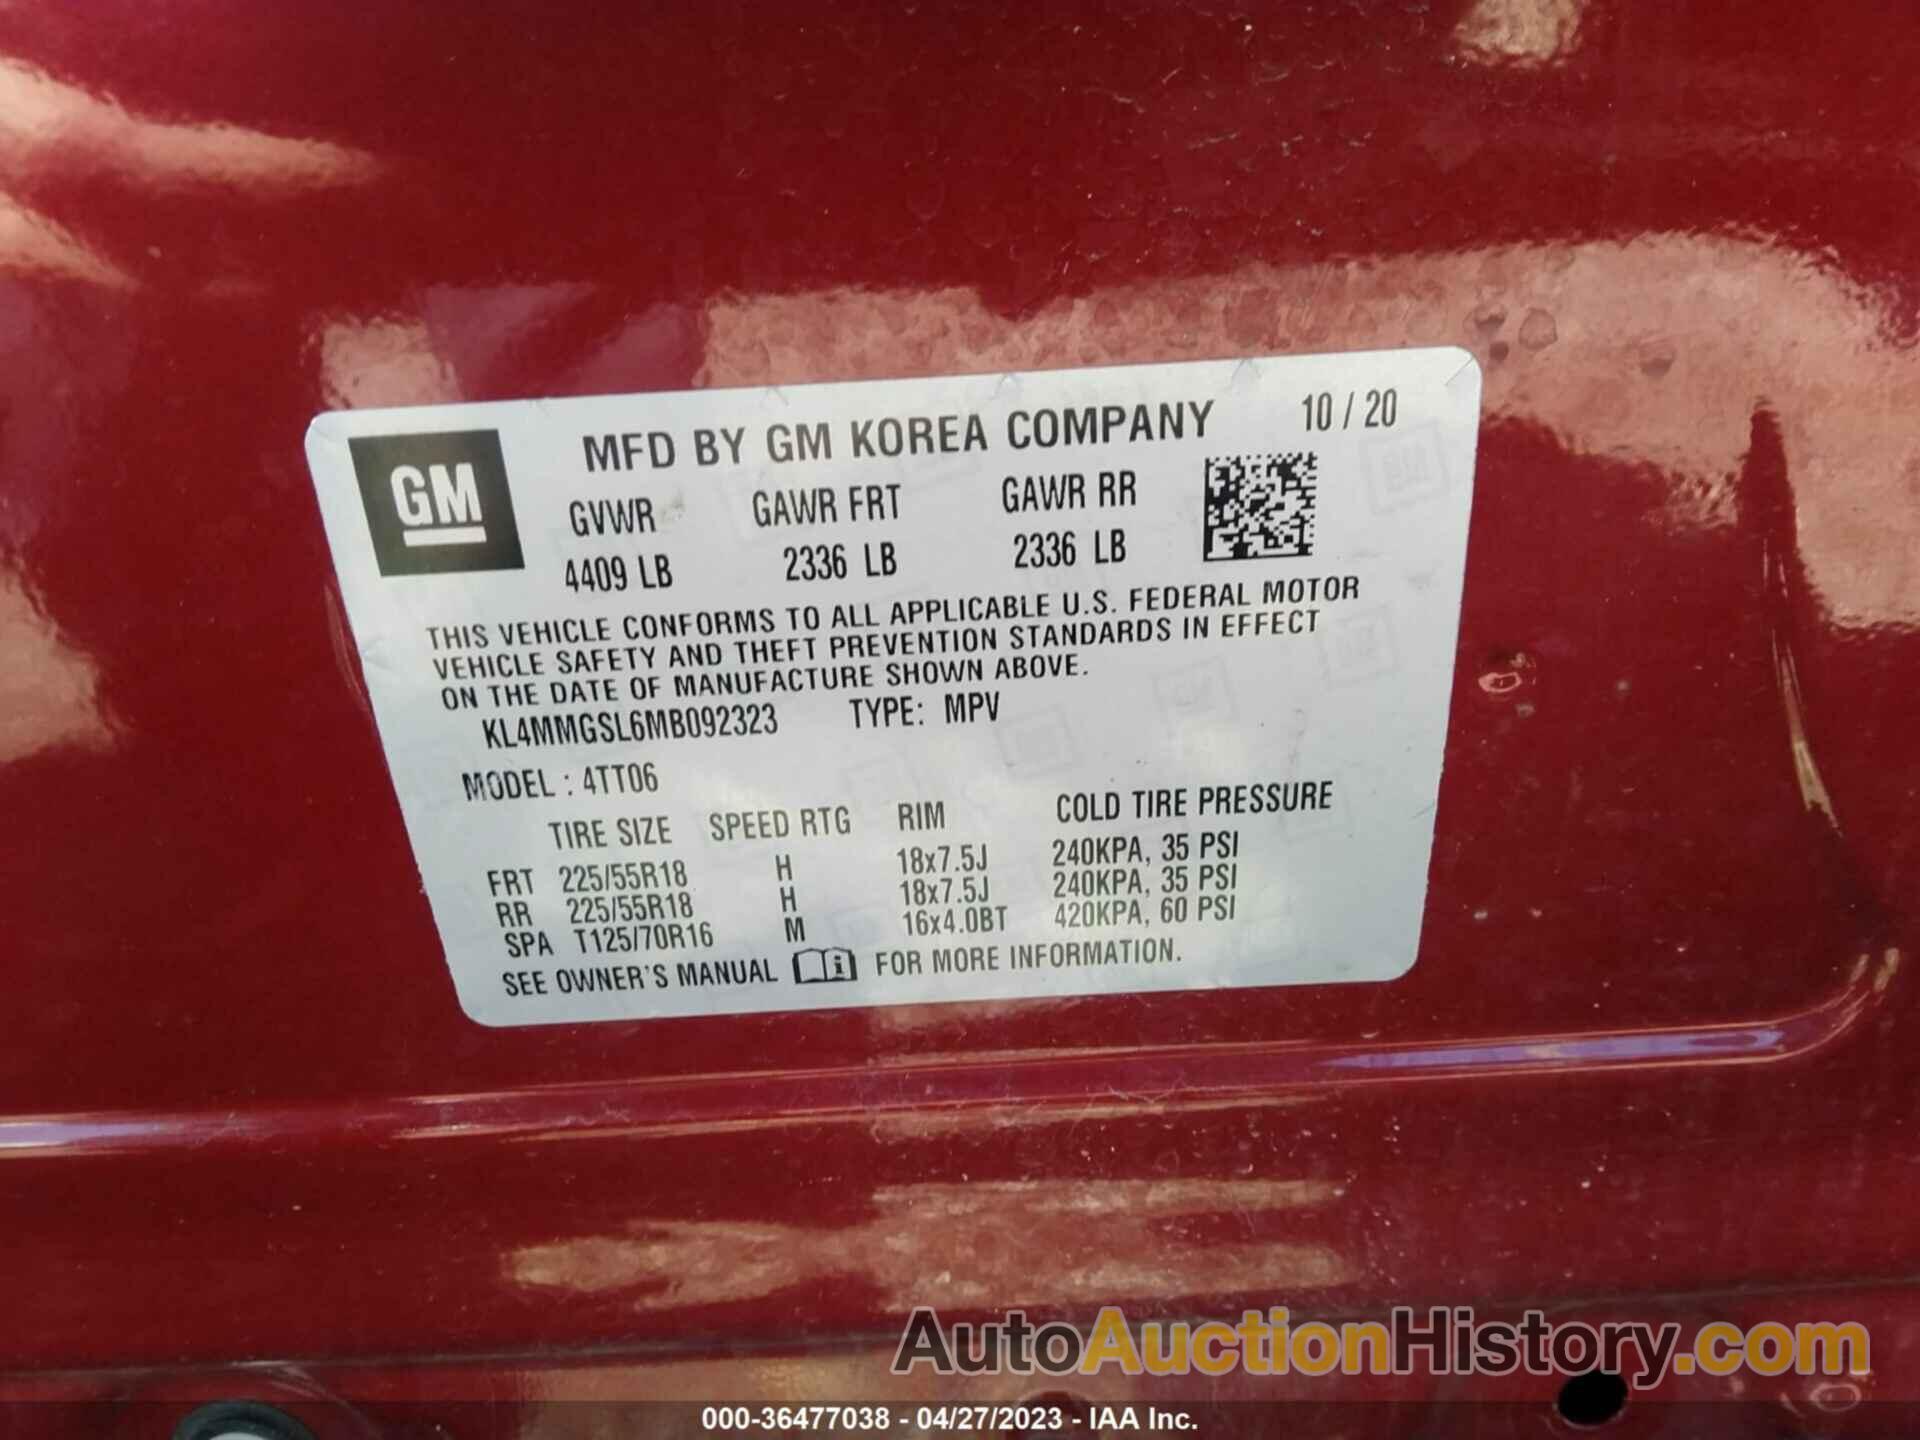 GM
MFD BY GM KOREA COMPANY 10 / 20
GVWR GAWR FRT GAWR RR
4409 LB 2336 LB 2336 LB
THIS VEHICLE CONFORMS TO ALL APPLICABLE U.S. FEDERAL MOTOR
VEHICLE SAFETY AND THEFT PREVENTION STANDARDS IN EFFECT
ON THE DATE OF MANUFACTURE SHOWN ABOVE.
KL4MMGSL6MB092323 TYPE: MPV
MODEL : 4TT06
TIRE SIZE SPEED RTG RIM COLD TIRE PRESSURE
FRT 225/55R18 H 18x7.5J 240KPA, 35 PSI
RR 225/55R18 H 18x7.5J 240KPA, 35 PSI
SPA T125/70R16 M 16x4.0BT 420KPA, 60 PSI
SEE OWNER'S MANUAL i FOR MORE INFORMATION.
AutoAuctionHistory.com
000-36477038 - 04/27/2023 - IAA Inc.